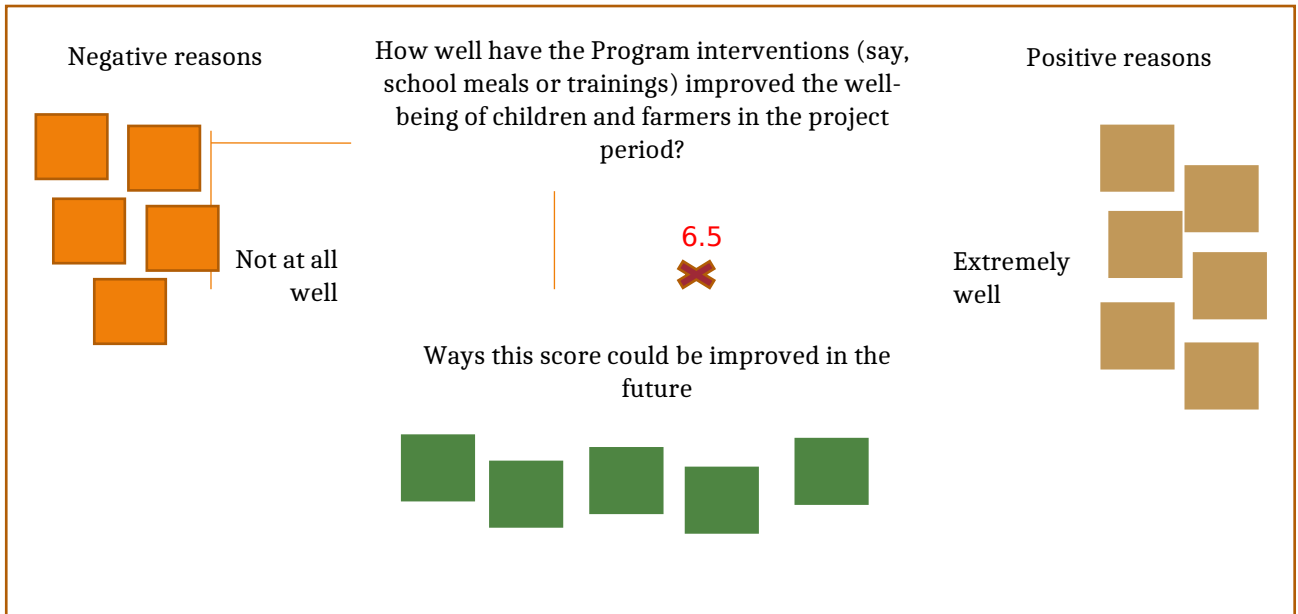 Negative reasons
How well have the Program interventions (say,
school meals or trainings) improved the well-
being of children and farmers in the project
period?
Positive reasons
6.5
Not at all
well
Extremely
well
Ways this score could be improved in the
future